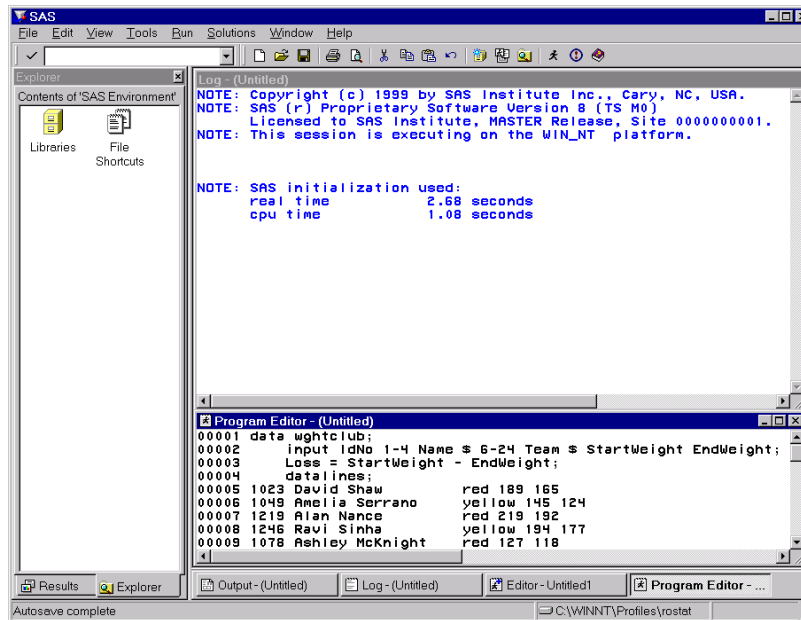 SAS
File Edit View Tools Run Solutions Window Help
Explorer
Contents of 'SAS Environment'
Libraries
File Shortcuts
Log - (Untitled)
NOTE: Copyright (c) 1999 by SAS Institute Inc., Cary, NC, USA.
NOTE: SAS (r) Proprietary Software Version 8 (TS M0)
Licensed to SAS Institute, MASTER Release, Site 0000000001.
NOTE: This session is executing on the WIN_NT platform.
NOTE: SAS initialization used:
real time 2.68 seconds
cpu time 1.08 seconds
Program Editor - (Untitled)
00001 data wghtclub;
00002 input IdNo 1-4 Name $ 6-24 Team $ StartWeight EndWeight;
00003 Loss = StartWeight - EndWeight;
00004 datalines;
00005 1023 David Shaw red 189 165
00006 1049 Amelia Serrano yellow 145 124
00007 1219 Alan Nance red 219 192
00008 1246 Ravi Sinha yellow 194 177
00009 1078 Ashley McKnight red 127 118
Results Explorer Output - (Untitled) Log - (Untitled) Editor - Untitled1 Program Editor - ...
Autosave complete C:\WINNT\Profiles\rostat